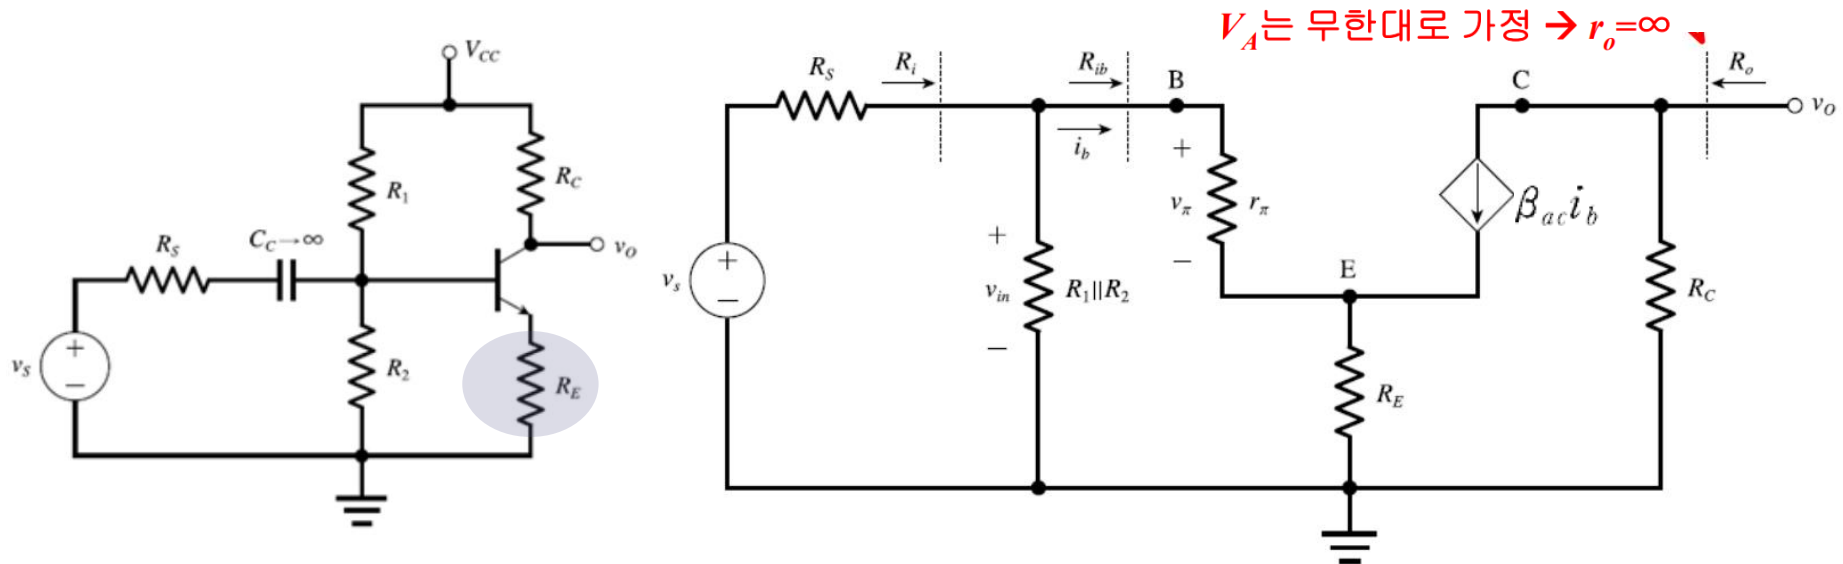 V_A는 무한대로 가정 → r_o=∞
V_CC
R_1
R_C
R_S
C_C→∞
v_O
v_S
+
−
R_2
R_E
R_S
R_i
R_ib
B
C
R_o
v_O
i_b
+
v_π
r_π
−
β_ac i_b
v_s
+
−
+
v_in
−
R_1||R_2
E
R_C
R_E